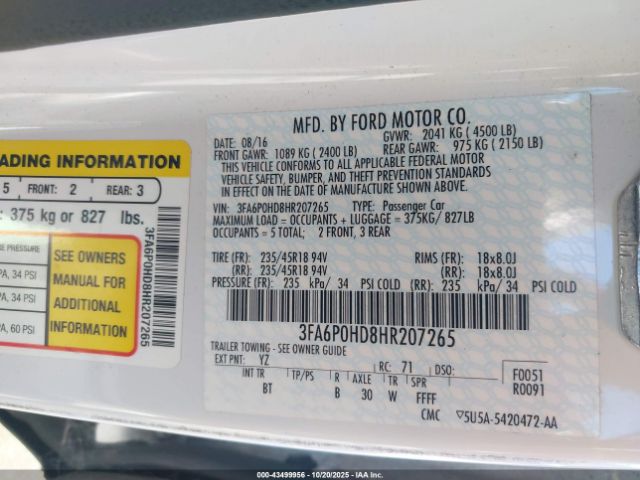 ADING INFORMATION
5 FRONT: 2 REAR: 3
: 375 kg or 827 lbs.
PA, 34 PSI
PA, 34 PSI
PA, 60 PSI
SEE OWNERS
MANUAL FOR
ADDITIONAL
INFORMATION
3FA6P0HD8HR207265
MFD. BY FORD MOTOR CO.
DATE: 08/16 GVWR: 2041 KG ( 4500 LB)
FRONT GAWR: 1089 KG ( 2400 LB) REAR GAWR: 975 KG ( 2150 LB)
THIS VEHICLE CONFORMS TO ALL APPLICABLE FEDERAL MOTOR
VEHICLE SAFETY, BUMPER, AND THEFT PREVENTION STANDARDS
IN EFFECT ON THE DATE OF MANUFACTURE SHOWN ABOVE.
VIN: 3FA6P0HD8HR207265 TYPE: Passenger Car
MAXIMUM LOAD = OCCUPANTS + LUGGAGE = 375KG/ 827LB
OCCUPANTS = 5 TOTAL; 2 FRONT, 3 REAR
TIRE (FR): 235/45R18 94V RIMS (FR): 18x8.0J
(RR): 235/45R18 94V (RR): 18x8.0J
PRESSURE (FR): 235 kPa/ 34 PSI COLD (RR): 235 kPa/ 34 PSI COLD
3FA6P0HD8HR207265
TRAILER TOWING - SEE OWNER GUIDE
EXT PNT: YZ RC: 71 DSO: F0051
INT TR TP/PS R AXLE TR SPR R0091
BT B 30 W FFFF
CMC 5U5A-5420472-AA
© 10-43499956 - 10/20/2025 - IAAI.COM